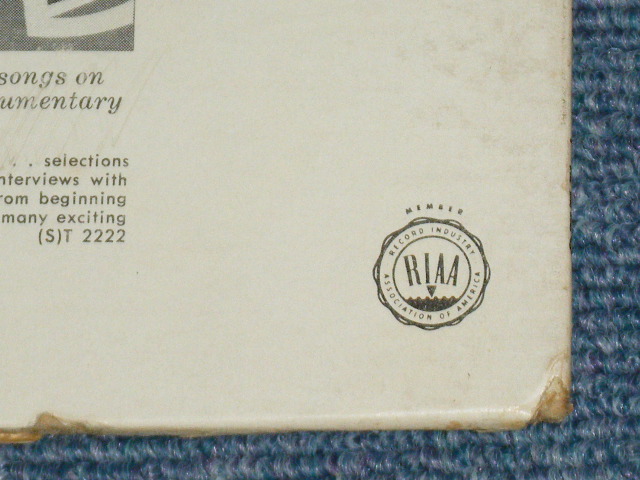 songs on
umentary
. . selections
nterviews with
rom beginning
many exciting
(S)T 2222
MEMBER
RECORD INDUSTRY
RIAA
ASSOCIATION OF AMERICA